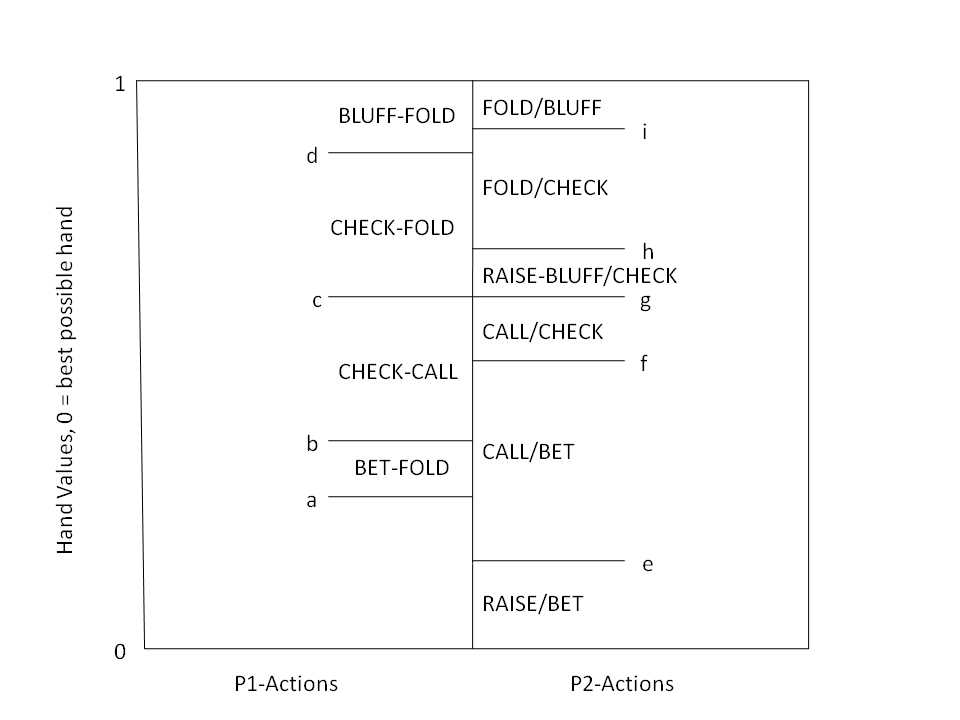 1
BLUFF-FOLD
FOLD/BLUFF
i
d
FOLD/CHECK
CHECK-FOLD
h
RAISE-BLUFF/CHECK
c
g
CALL/CHECK
f
CHECK-CALL
b
CALL/BET
BET-FOLD
a
e
RAISE/BET
0
Hand Values, 0 = best possible hand
P1-Actions
P2-Actions